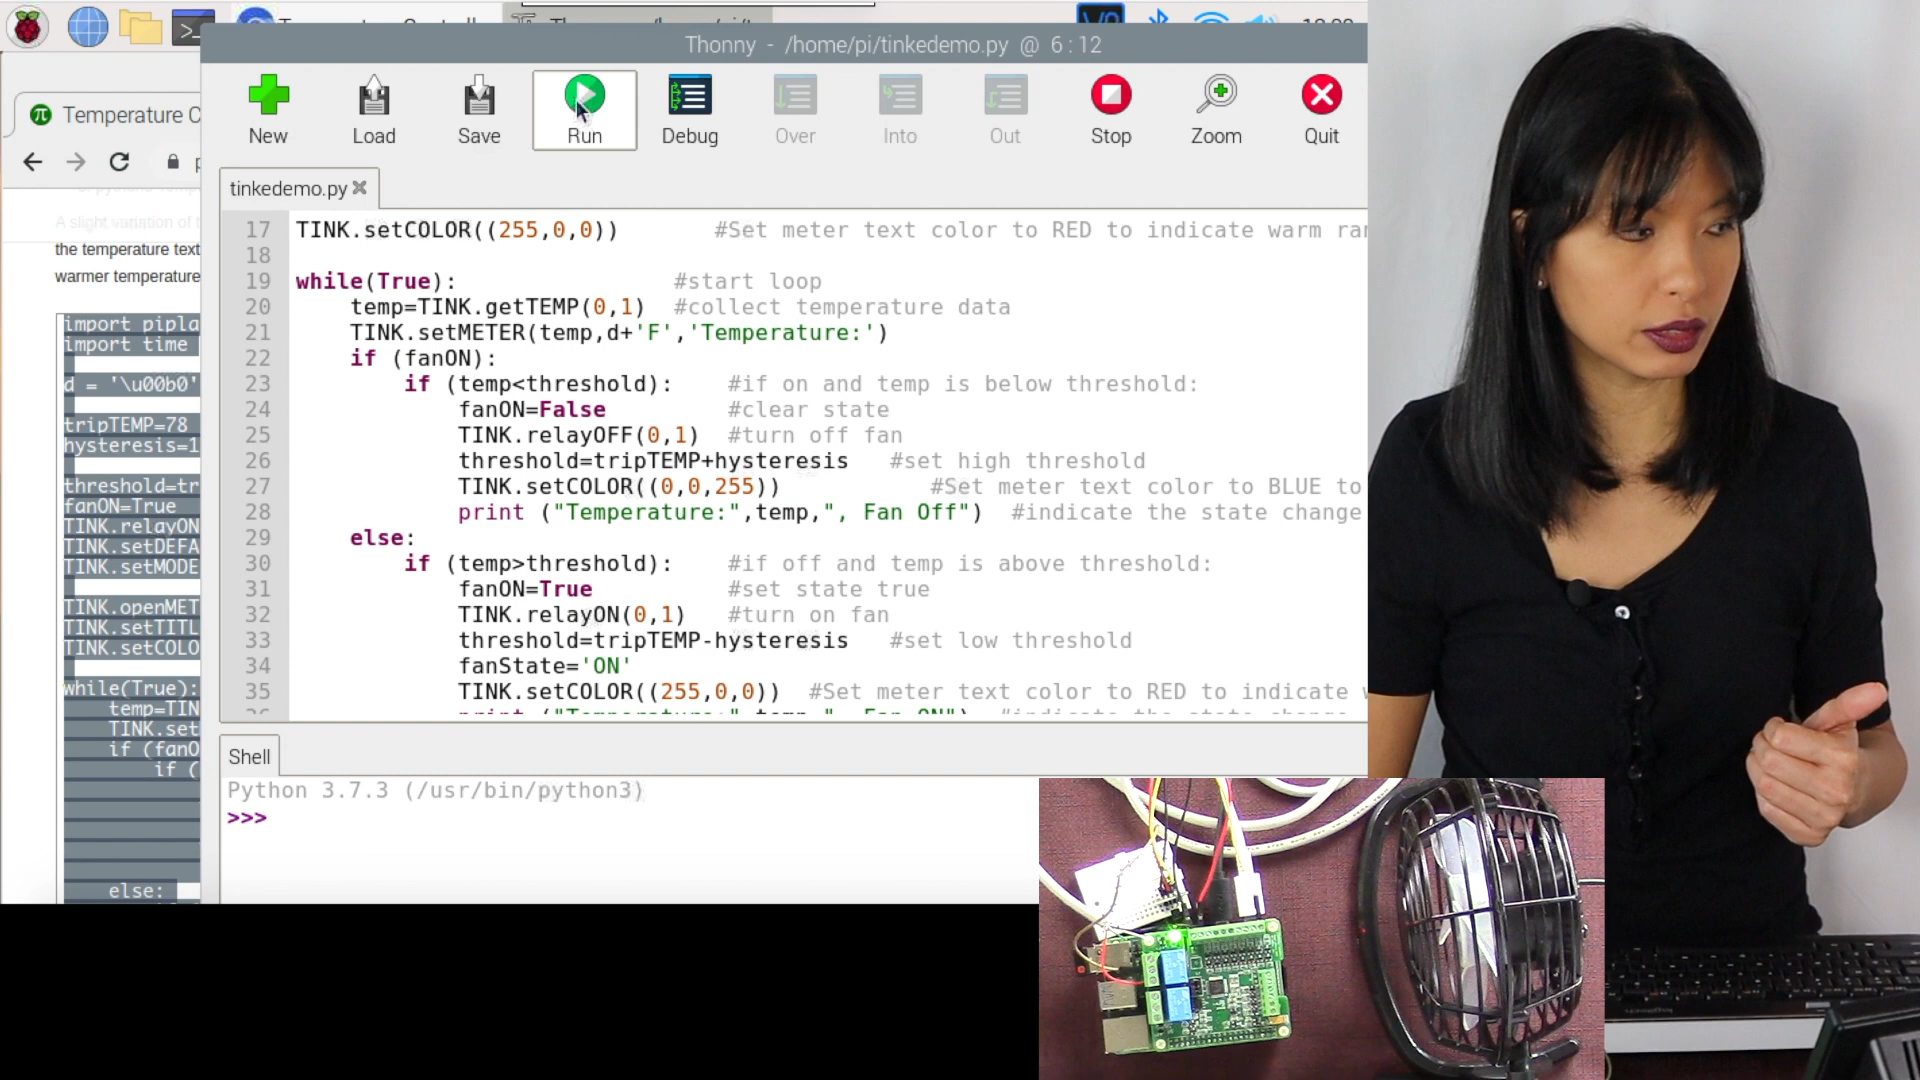 Thonny - /home/pi/tinkedemo.py @ 6 : 12
New Load Save Run Debug Over Into Out Stop Zoom Quit
Temperature C
tinkedemo.py
A slight variation of t
the temperature text
warmer temperature
import pipla
import time
d = '\u00b0'
tripTEMP=78
hysteresis=1
threshold=tr
fanON=True
TINK.relayON
TINK.setDEFA
TINK.setMODE
TINK.openMET
TINK.setTITL
TINK.setCOLO
while(True):
temp=TIN
TINK.set
if (fanO
if (
else:
17 TINK.setCOLOR((255,0,0)) #Set meter text color to RED to indicate warm ran
18
19 while(True): #start loop
20 temp=TINK.getTEMP(0,1) #collect temperature data
21 TINK.setMETER(temp,d+'F','Temperature:')
22 if (fanON):
23 if (temp<threshold): #if on and temp is below threshold:
24 fanON=False #clear state
25 TINK.relayOFF(0,1) #turn off fan
26 threshold=tripTEMP+hysteresis #set high threshold
27 TINK.setCOLOR((0,0,255)) #Set meter text color to BLUE to
28 print ("Temperature:",temp,", Fan Off") #indicate the state change
29 else:
30 if (temp>threshold): #if off and temp is above threshold:
31 fanON=True #set state true
32 TINK.relayON(0,1) #turn on fan
33 threshold=tripTEMP-hysteresis #set low threshold
34 fanState='ON'
35 TINK.setCOLOR((255,0,0)) #Set meter text color to RED to indicate
Shell
Python 3.7.3 (/usr/bin/python3)
>>>